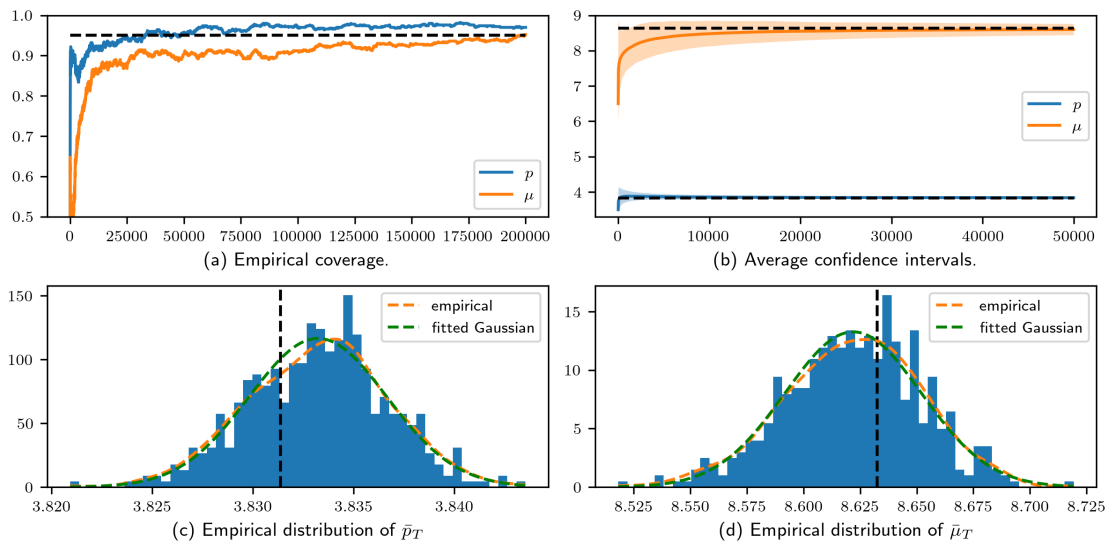 1.0
0.9
0.8
0.7
0.6
0.5
p
μ
0 25000 50000 75000 100000 125000 150000 175000 200000
(a) Empirical coverage.
9
8
7
6
5
4
p
μ
0 10000 20000 30000 40000 50000
(b) Average confidence intervals.
150
100
50
0
empirical
fitted Gaussian
3.820 3.825 3.830 3.835 3.840
(c) Empirical distribution of p̄_T
15
10
5
0
empirical
fitted Gaussian
8.525 8.550 8.575 8.600 8.625 8.650 8.675 8.700 8.725
(d) Empirical distribution of μ̄_T